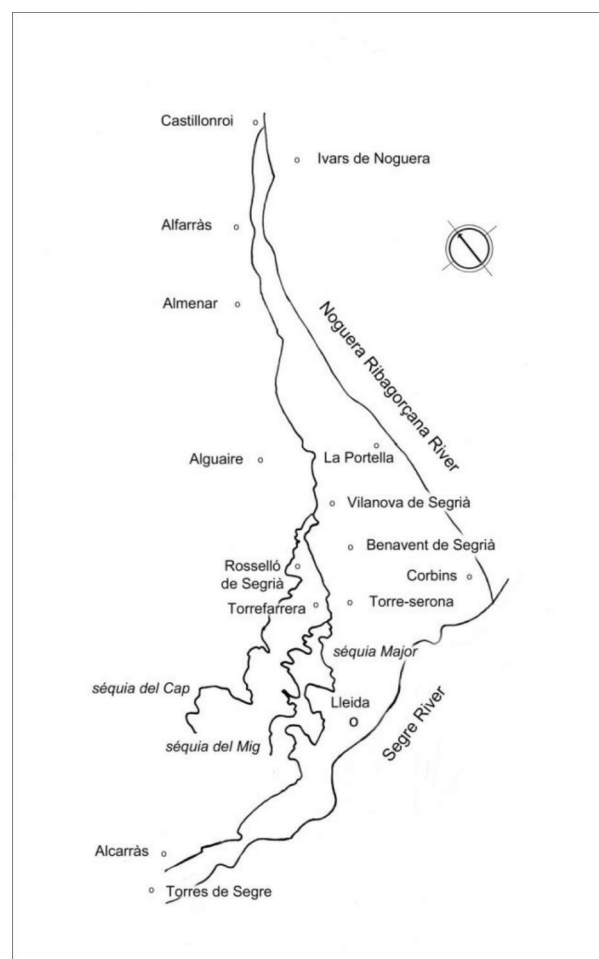 Castillonroi
Ivars de Noguera
Alfarràs
Almenar
Noguera Ribagorçana River
Alguaire
La Portella
Vilanova de Segrià
Benavent de Segrià
Rosselló
de Segrià
Corbins
Torrefarrera
Torre-serona
séquia Major
séquia del Cap
Lleida
séquia del Mig
Segre River
Alcarràs
Torres de Segre